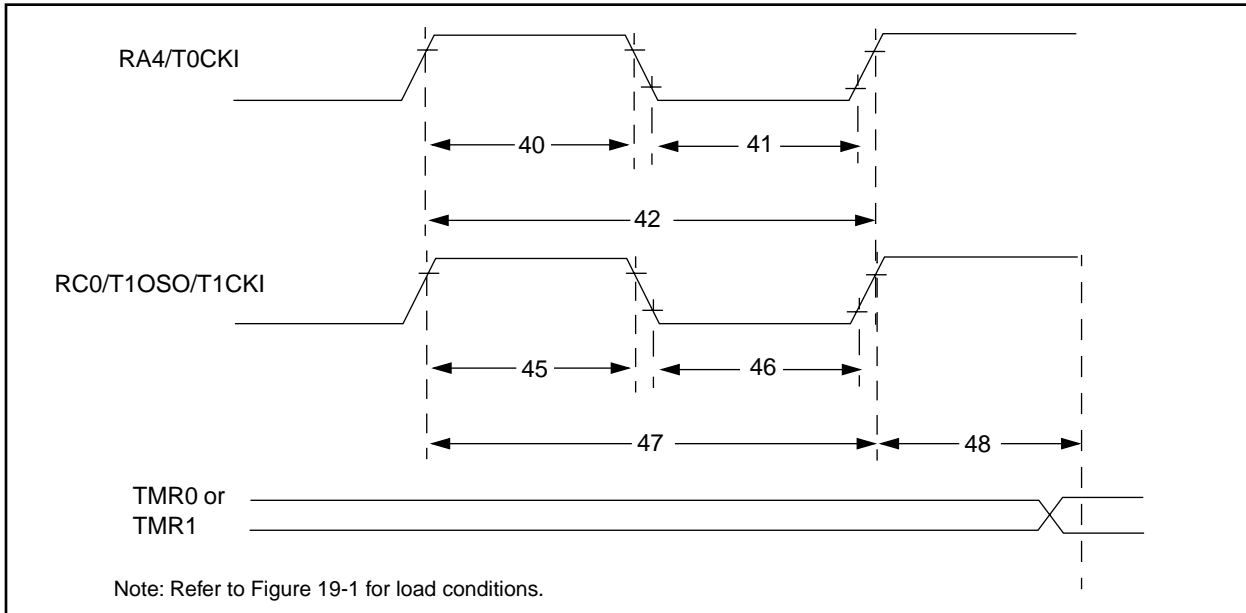 RA4/T0CKI
40
41
42
RC0/T1OSO/T1CKI
45
46
47
48
TMR0 or
TMR1
Note: Refer to Figure 19-1 for load conditions.